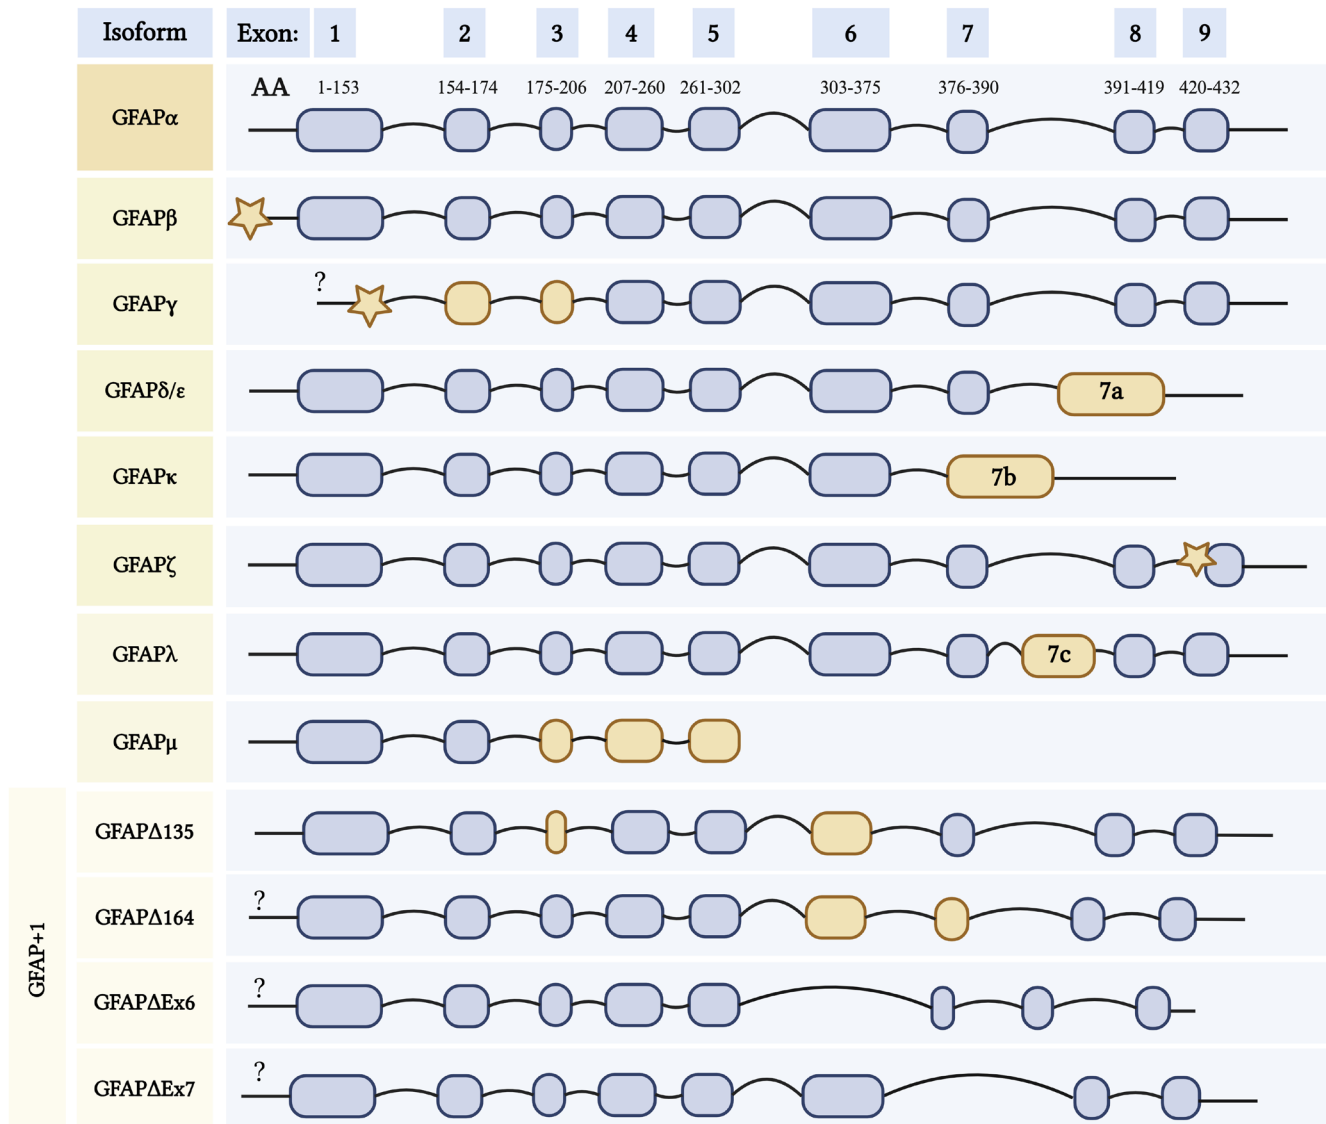 Isoform Exon: 1 2 3 4 5 6 7 8 9
GFAPα AA 1-153 154-174 175-206 207-260 261-302 303-375 376-390 391-419 420-432
GFAPβ
GFAPγ ?
GFAPδ/ε 7a
GFAPκ 7b
GFAPζ
GFAPλ 7c
GFAPμ
GFAP+1
GFAPΔ135
GFAPΔ164 ?
GFAPΔEx6 ?
GFAPΔEx7 ?